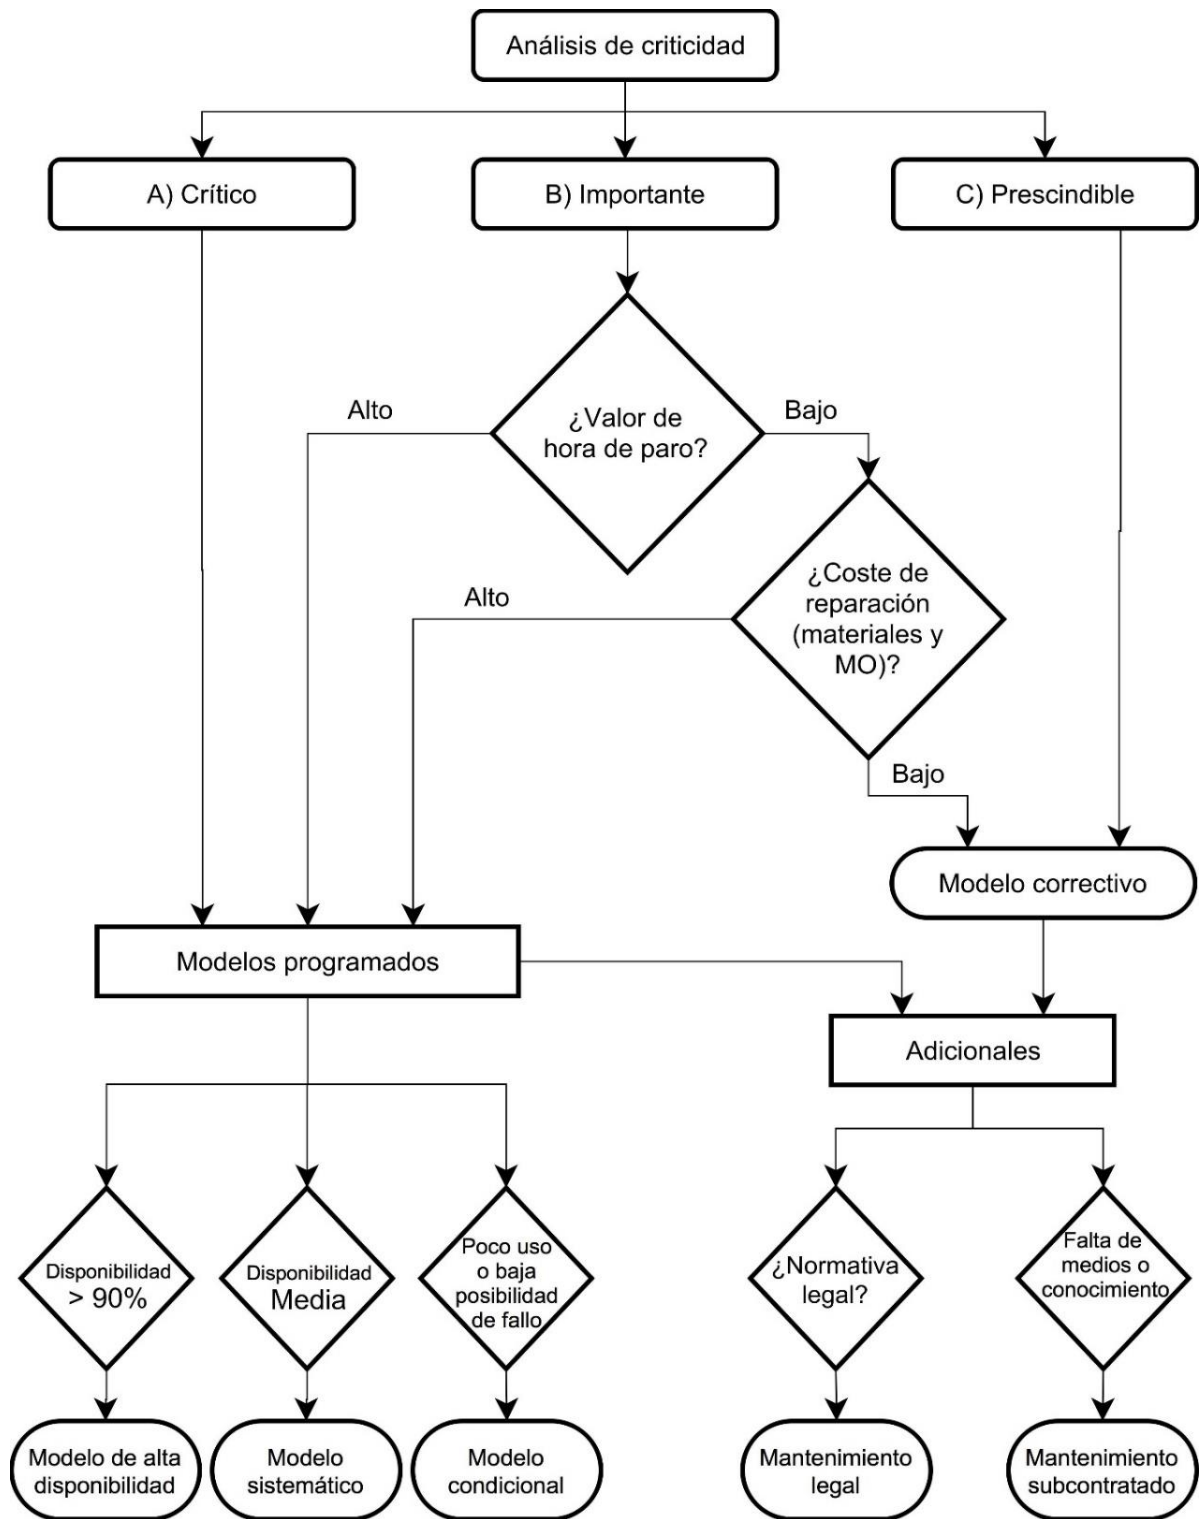 Análisis de criticidad
A) Crítico
B) Importante
C) Prescindible
Alto
¿Valor de
hora de paro?
Bajo
Alto
¿Coste de
reparación
(materiales y
MO)?
Bajo
Modelo correctivo
Modelos programados
Adicionales
Disponibilidad
> 90%
Disponibilidad
Media
Poco uso
o baja
posibilidad
de fallo
¿Normativa
legal?
Falta de
medios o
conocimiento
Modelo de alta
disponibilidad
Modelo
sistemático
Modelo
condicional
Mantenimiento
legal
Mantenimiento
subcontratado